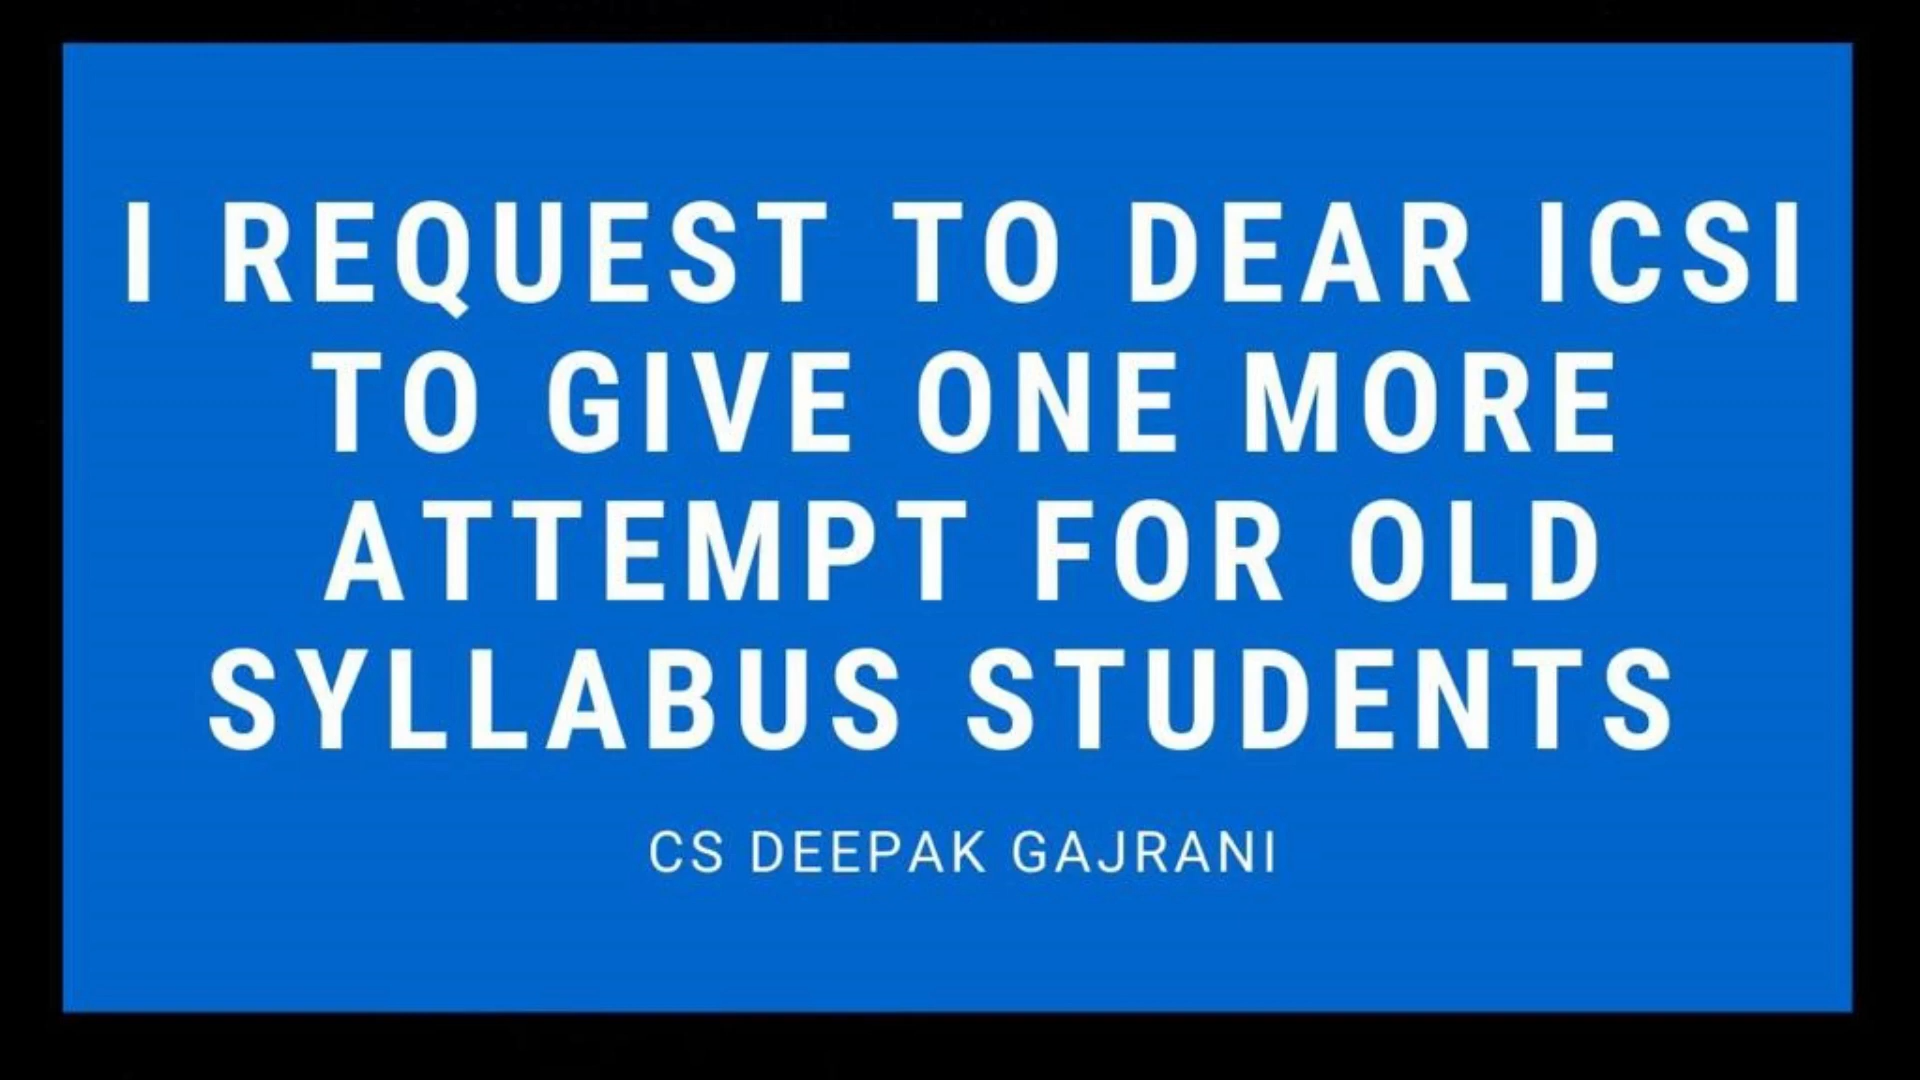 I REQUEST TO DEAR ICSI
TO GIVE ONE MORE
ATTEMPT FOR OLD
SYLLABUS STUDENTS
CS DEEPAK GAJRANI